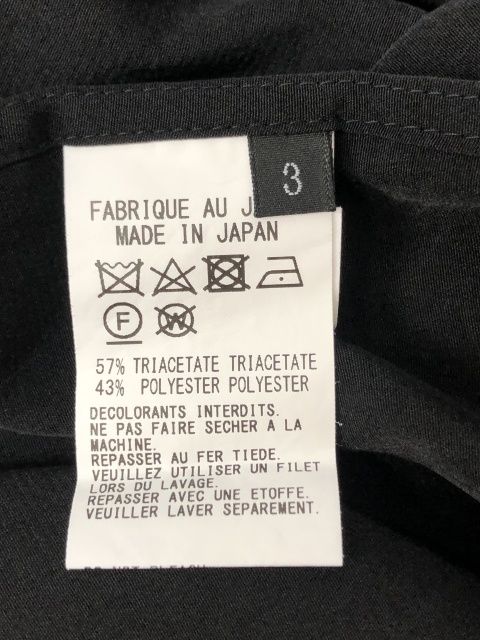 3
FABRIQUE AU J
MADE IN JAPAN
F
W
57% TRIACETATE TRIACETATE
43% POLYESTER POLYESTER
DECOLORANTS INTERDITS.
NE PAS FAIRE SECHER A LA
MACHINE.
REPASSER AU FER TIEDE.
VEUILLEZ UTILISER UN FILET
LORS DU LAVAGE.
REPASSER AVEC UNE ETOFFE.
VEUILLER LAVER SEPAREMENT.